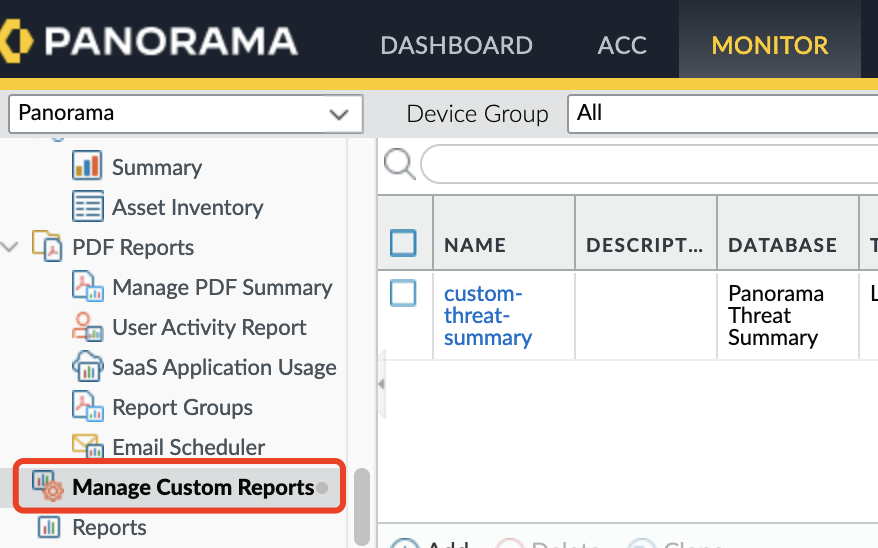 PANORAMA
DASHBOARD
ACC
MONITOR
Panorama
Device Group
All
Summary
Asset Inventory
PDF Reports
Manage PDF Summary
User Activity Report
SaaS Application Usage
Report Groups
Email Scheduler
Manage Custom Reports
Reports
NAME
DESCRIPT...
DATABASE
custom-
threat-
summary
Panorama
Threat
Summary
Add
Delete
Clone